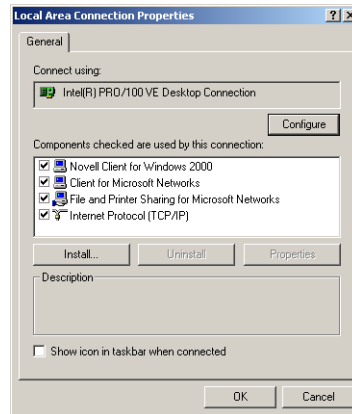 Local Area Connection Properties
General
Connect using:
Intel(R) PRO/100 VE Desktop Connection
Configure
Components checked are used by this connection:
Novell Client for Windows 2000
Client for Microsoft Networks
File and Printer Sharing for Microsoft Networks
Internet Protocol (TCP/IP)
Install... Uninstall Properties
Description
Show icon in taskbar when connected
OK Cancel